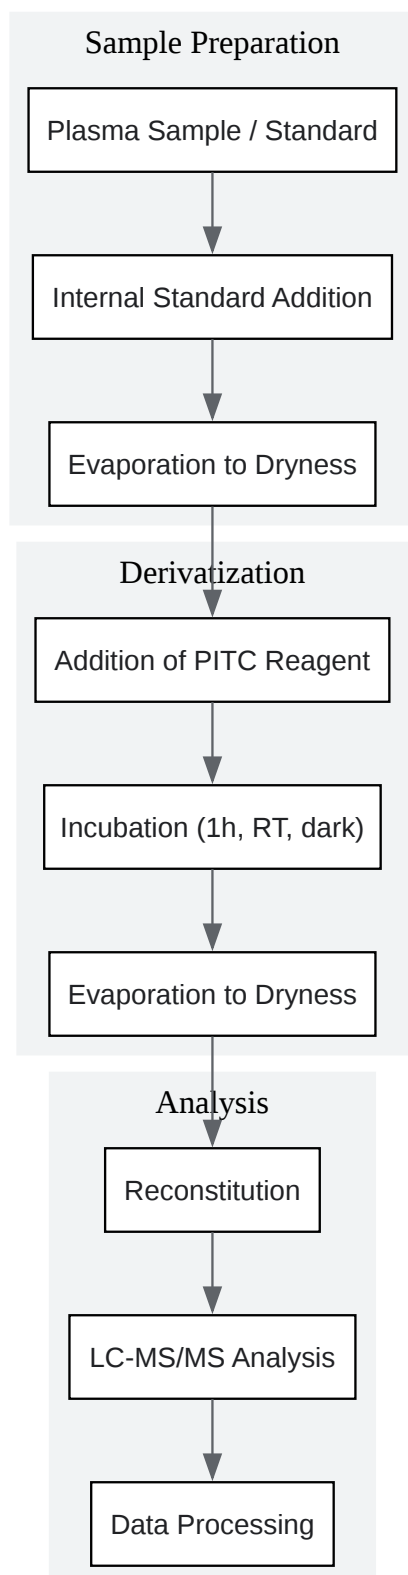 Sample Preparation
Plasma Sample / Standard
Internal Standard Addition
Evaporation to Dryness
Derivatization
Addition of PITC Reagent
Incubation (1h, RT, dark)
Evaporation to Dryness
Analysis
Reconstitution
LC-MS/MS Analysis
Data Processing